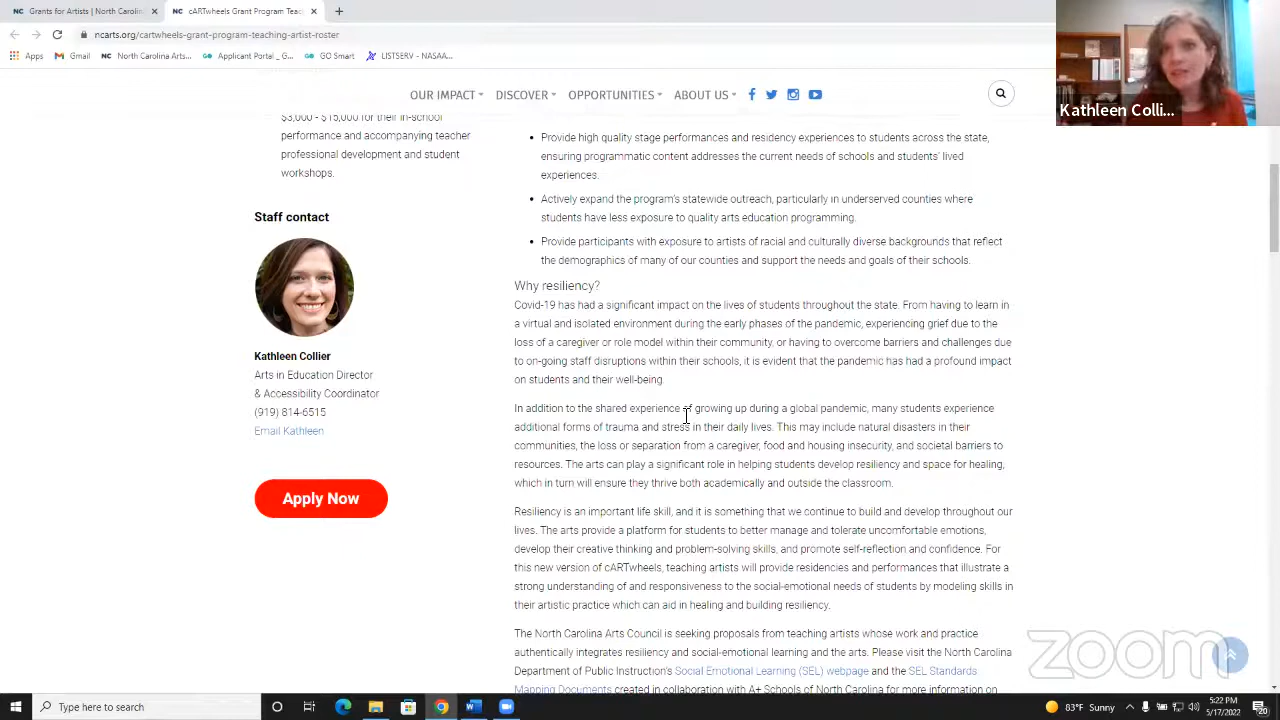 Grants for Artists | North Carolin
cARTwheels Grant Program Teac
ncarts.org/cartwheels-grant-program-teaching-artist-roster
Apps
Gmail
North Carolina Arts...
Applicant Portal _ G...
GO Smart
LISTSERV - NASAA...
OUR IMPACT
DISCOVER
OPPORTUNITIES
ABOUT US
Kathleen Colli...
$3,000 - $15,000 for their in-school
performance and accompanying teacher
professional development and student
workshops.
Staff contact
Kathleen Collier
Arts in Education Director
& Accessibility Coordinator
(919) 814-6515
Email Kathleen
Apply Now
• Provide high quality stage performances and residency experiences to students across the state,
ensuring programmatic content addresses the current needs of schools and students' lived
experiences.
• Actively expand the program's statewide outreach, particularly in underserved counties where
students have less exposure to quality arts education programming.
• Provide participants with exposure to artists of racial and culturally diverse backgrounds that reflect
the demographics of many of our counties and support the needs and goals of their schools.
Why resiliency?
Covid-19 has had a significant impact on the lives of students throughout the state. From having to learn in
a virtual and isolated environment during the early phases of the pandemic, experiencing grief due to the
loss of a caregiver or role model within their community, or having to overcome barriers and challenges due
to on-going staff disruptions within their schools, it is evident that the pandemic has had a profound impact
on students and their well-being.
In addition to the shared experience of growing up during a global pandemic, many students experience
additional forms of trauma and stress in their daily lives. This may include natural disasters in their
communities, the loss or separation from a caregiver, food and housing insecurity, and societal barriers to
resources. The arts can play a significant role in helping students develop resiliency and space for healing,
which in turn will ensure they thrive both academically and outside the classroom.
Resiliency is an important life skill, and it is something that we continue to build and develop throughout our
lives. The arts provide a platform for students to better manage and tolerate uncomfortable emotions,
develop their creative thinking and problem-solving skills, and promote self-reflection and confidence. For
this new version of cARTwheels, teaching artists will provide residencies and performances that illustrate a
strong understanding of and responsiveness to the social-emotional needs of students by modeling skills in
their artistic practice which can aid in healing and building resiliency.
The North Carolina Arts Council is seeking proposals from teaching artists whose work and practice
authentically integrates resiliency and social-emotional learning and the arts. Please visit the North Carolina
Department of Public Instruction's Social Emotional Learning (SEL) webpage and the SEL Standards
Mapping Documents created in collaboration with A+ Schools of North Carolina for more information on
zoom
Type here to search
83°F Sunny
5:22 PM
5/17/2022
20